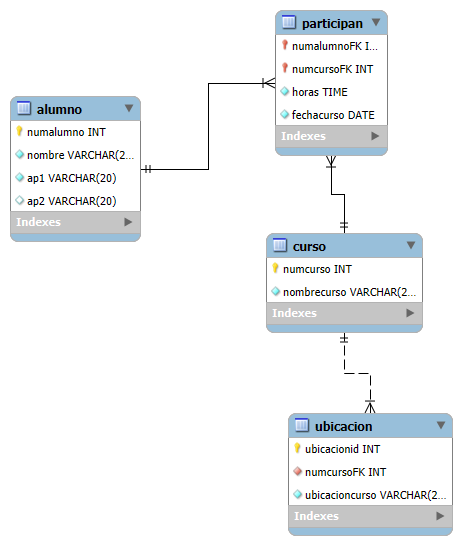 participan
numalumnoFK I...
numcursoFK INT
horas TIME
fechacurso DATE
Indexes
alumno
numalumno INT
nombre VARCHAR(2...
ap1 VARCHAR(20)
ap2 VARCHAR(20)
Indexes
curso
numcurso INT
nombrecurso VARCHAR(2...
Indexes
ubicacion
ubicacionid INT
numcursoFK INT
ubicacioncurso VARCHAR(2...
Indexes